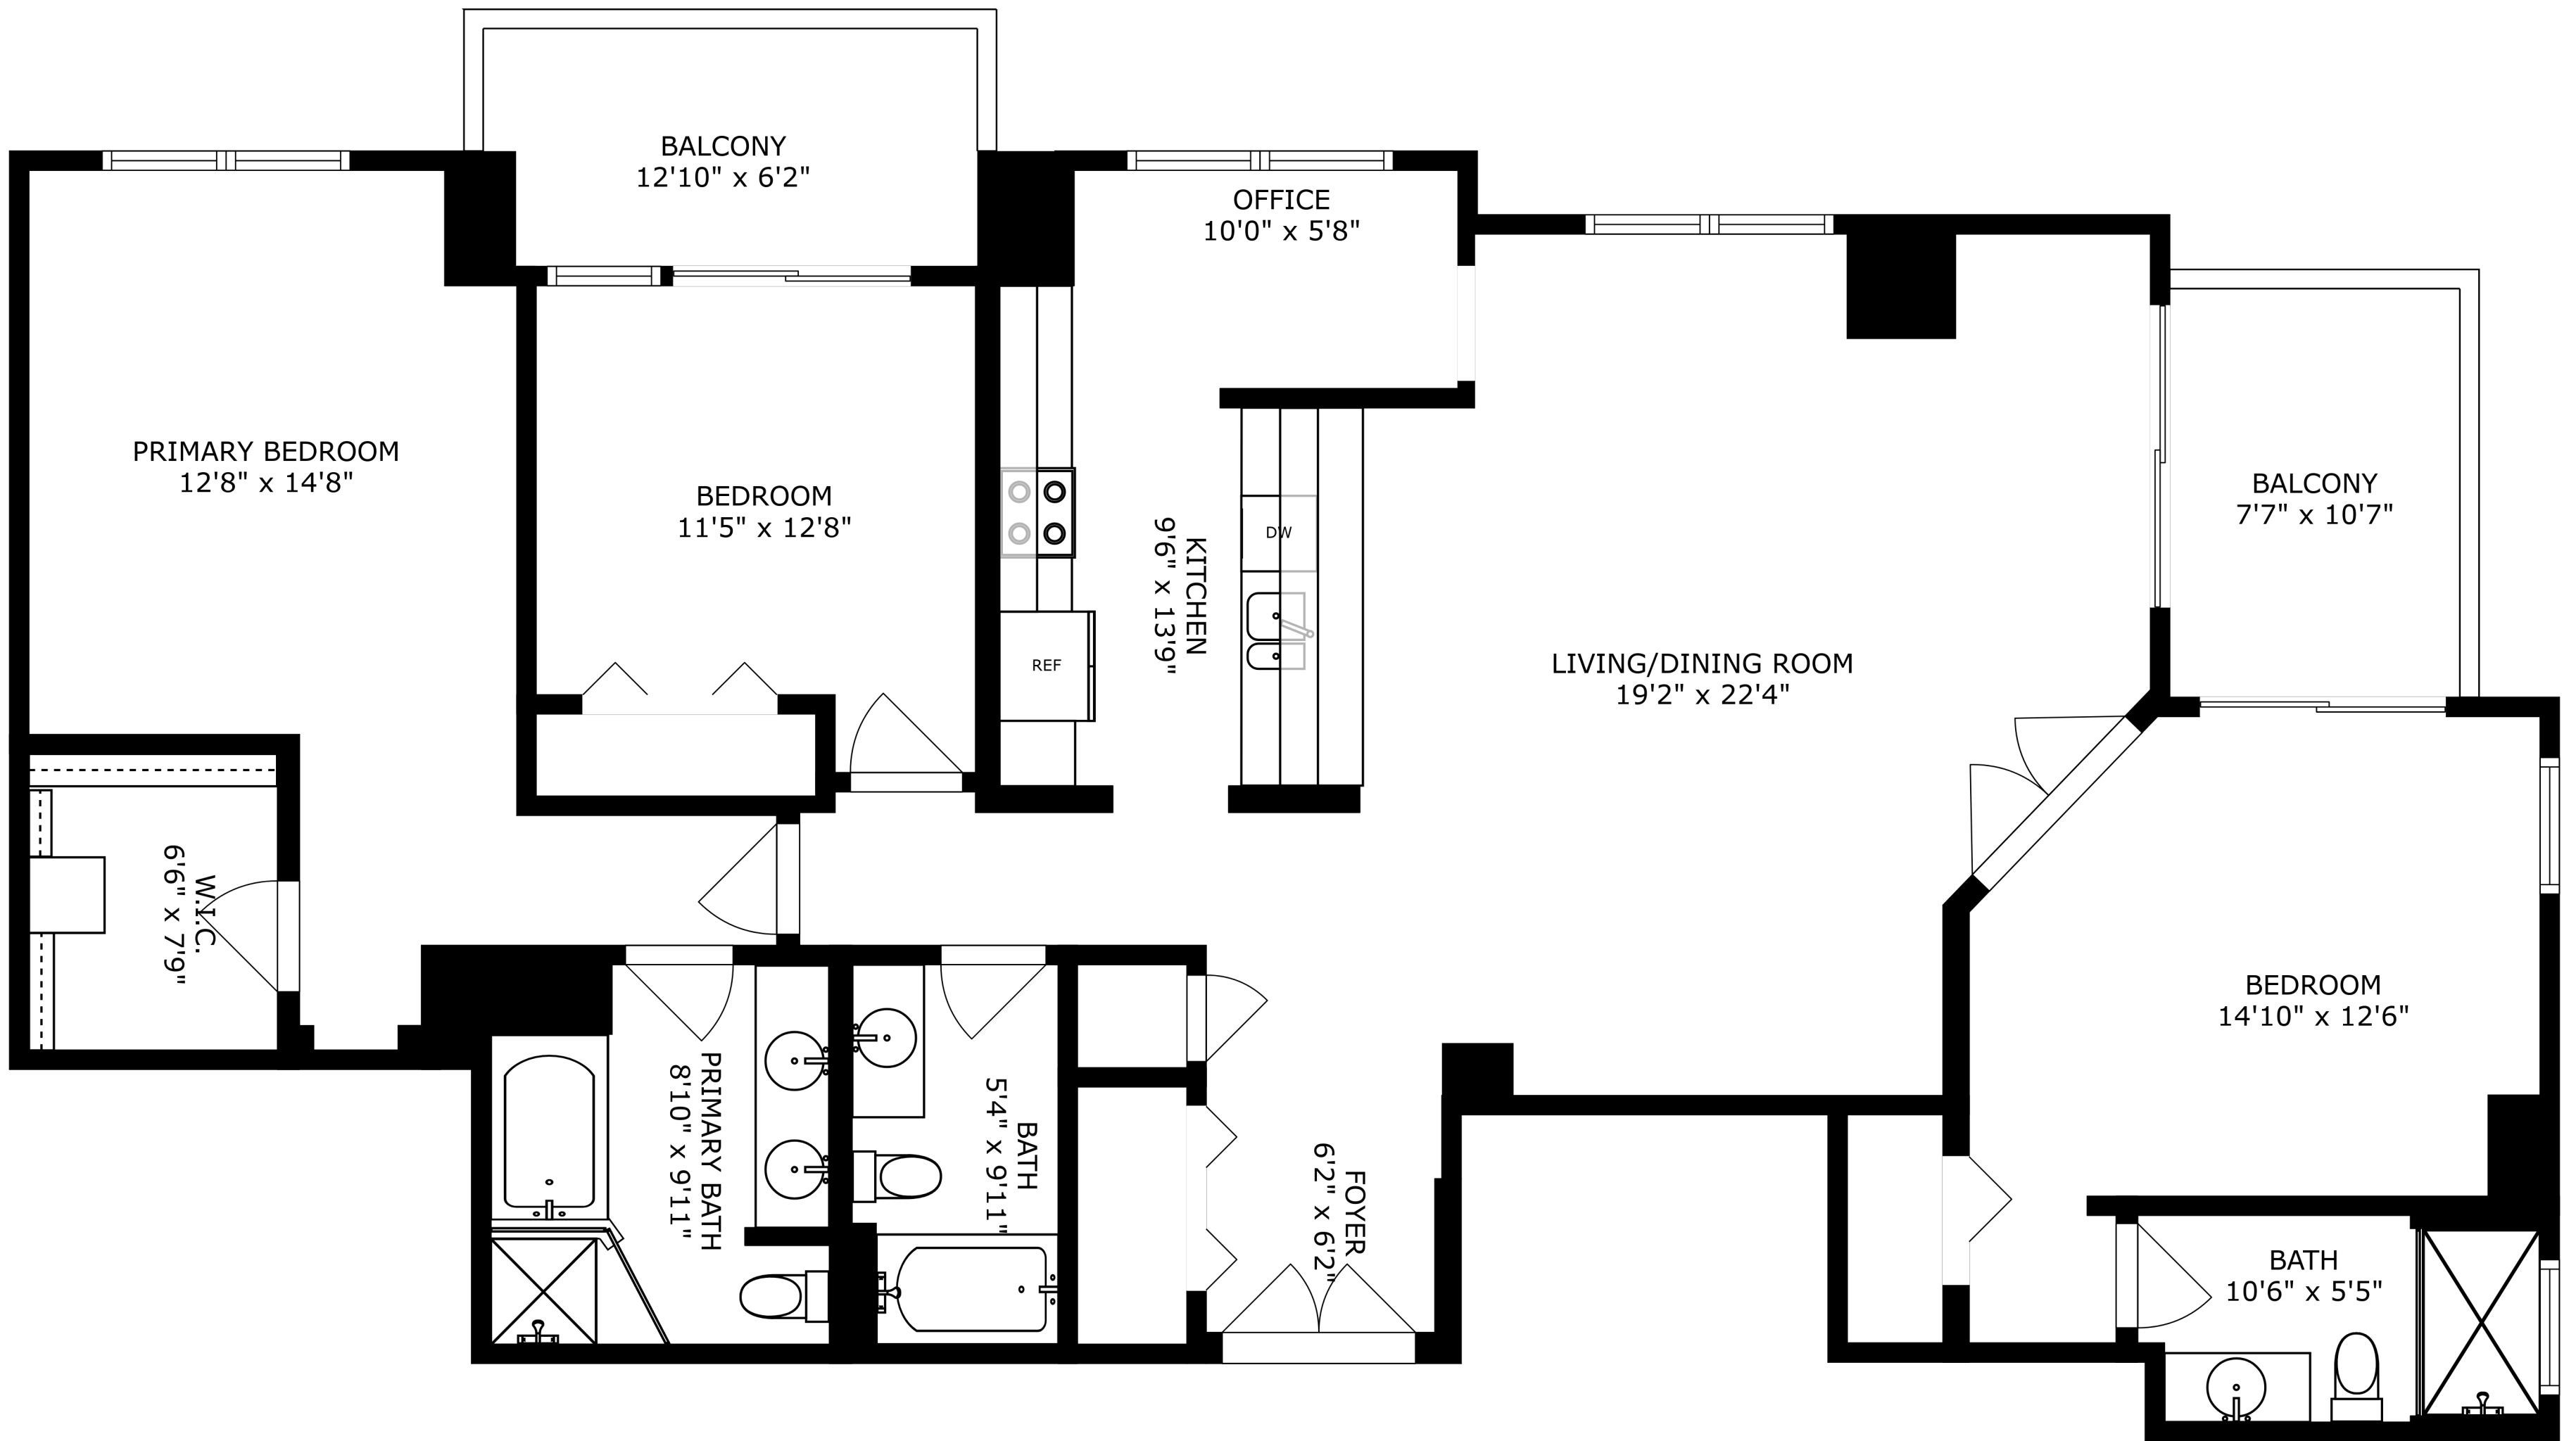 BALCONY
12'10" x 6'2"
OFFICE
10'0" x 5'8"
PRIMARY BEDROOM
12'8" x 14'8"
BEDROOM
11'5" x 12'8"
BALCONY
7'7" x 10'7"
DW
KITCHEN
9'6" x 13'9"
REF
LIVING/DINING ROOM
19'2" x 22'4"
W.I.C.
6'6" x 7'9"
BEDROOM
14'10" x 12'6"
PRIMARY BATH
8'10" x 9'11"
BATH
5'4" x 9'11"
FOYER
6'2" x 6'2"
BATH
10'6" x 5'5"